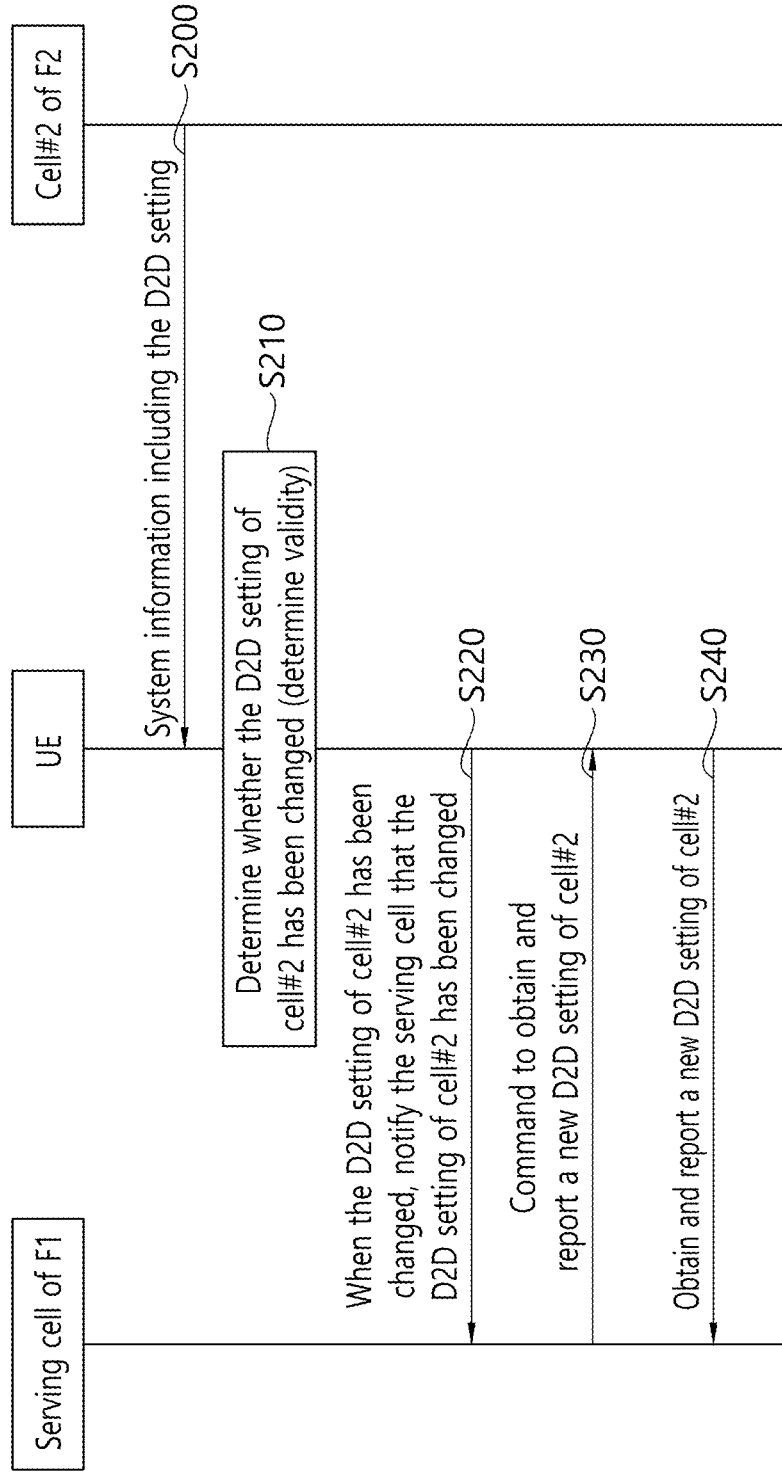 Serving cell of F1
UE
Cell#2 of F2
System information including the D2D setting
S200
Determine whether the D2D setting of
cell#2 has been changed (determine validity)
S210
When the D2D setting of cell#2 has been
changed, notify the serving cell that the
D2D setting of cell#2 has been changed
S220
Command to obtain and
report a new D2D setting of cell#2
S230
Obtain and report a new D2D setting of cell#2
S240